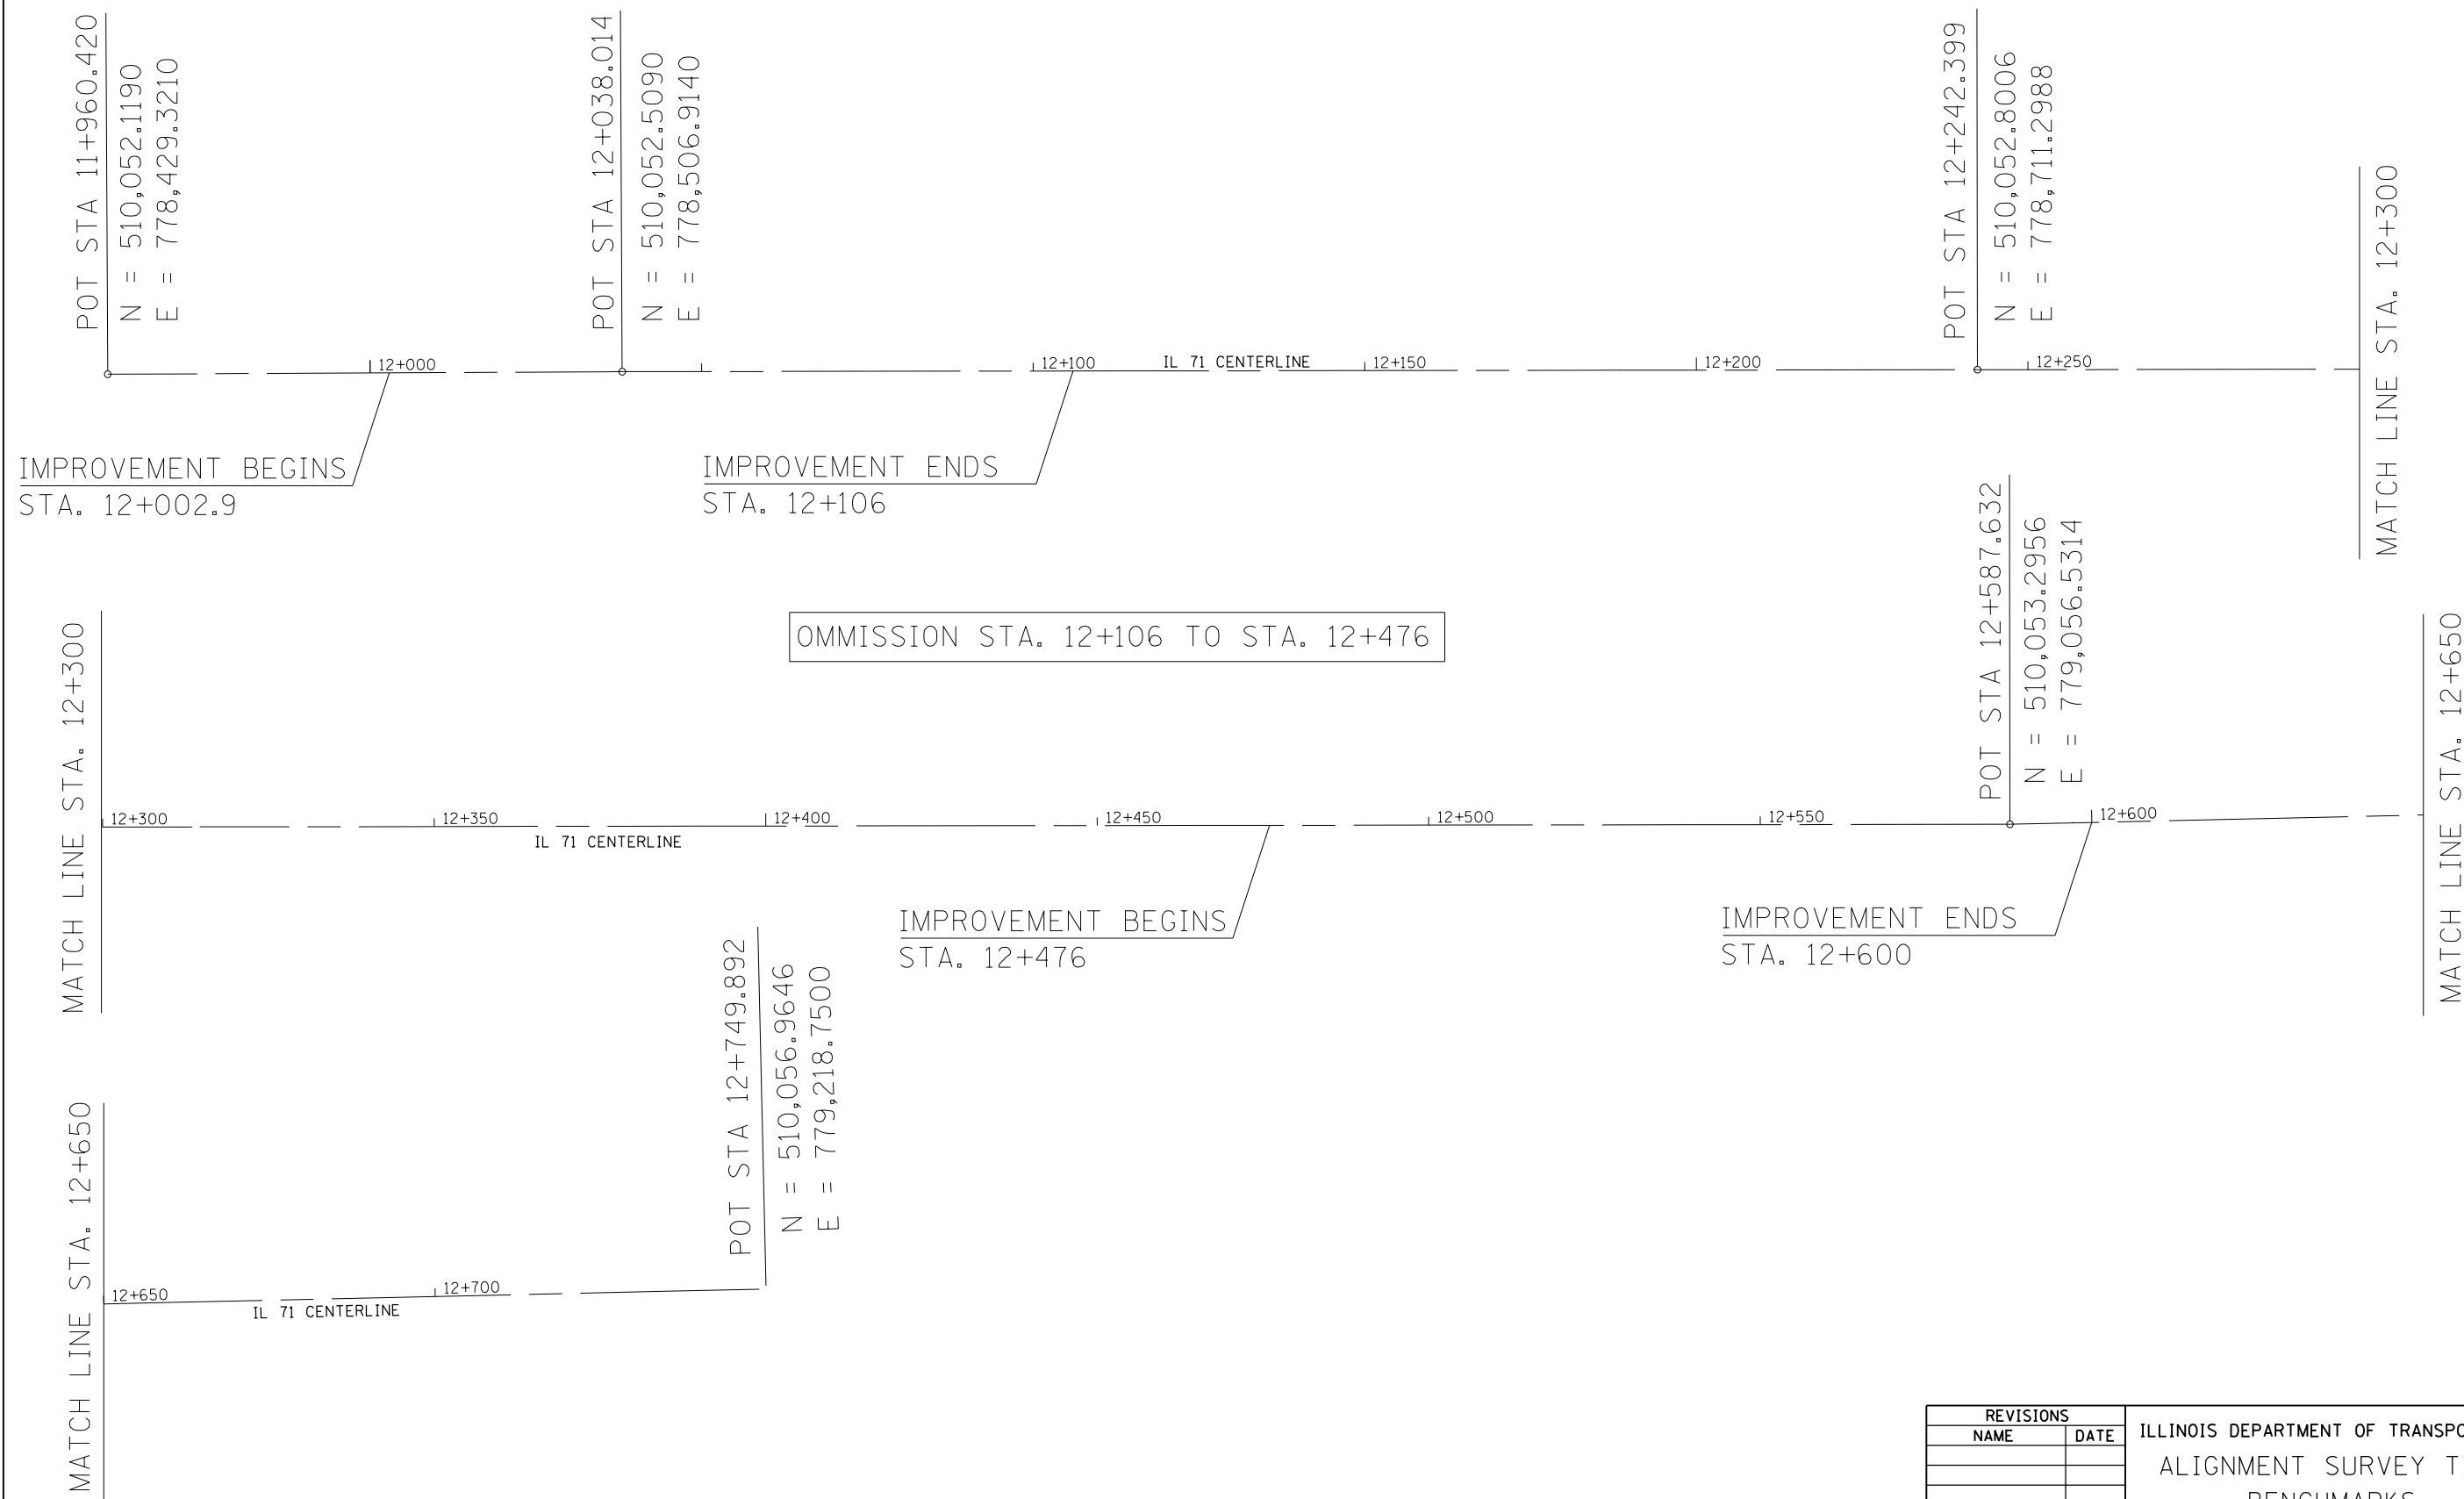 POT STA 11+960.420
N = 510,052.1190
E = 778,429.3210
POT STA 12+038.014
N = 510,052.5090
E = 778,506.9140
POT STA 12+242.399
N = 510,052.8006
E = 778,711.2988
MATCH LINE STA. 12+300
12+000
12+100
IL 71 CENTERLINE
12+150
12+200
12+250
IMPROVEMENT BEGINS
STA. 12+002.9
IMPROVEMENT ENDS
STA. 12+106
OMMISSION STA. 12+106 TO STA. 12+476
POT STA 12+587.632
N = 510,053.2956
E = 779,056.5314
MATCH LINE STA. 12+300
MATCH LINE STA. 12+650
12+300
12+350
12+400
12+450
12+500
12+550
12+600
IL 71 CENTERLINE
IMPROVEMENT BEGINS
STA. 12+476
IMPROVEMENT ENDS
STA. 12+600
POT STA 12+749.892
N = 510,056.9646
E = 779,218.7500
MATCH LINE STA. 12+650
12+650
12+700
IL 71 CENTERLINE
REVISIONS
NAME DATE
ILLINOIS DEPARTMENT OF
ALIGNMENT SURVEY
BENCHMARKS